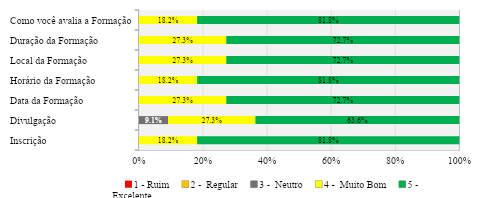 Como você avalia a Formação 18.2% 81.8%
Duração da Formação 27.3% 72.7%
Local da Formação 27.3% 72.7%
Horário da Formação 18.2% 81.8%
Data da Formação 27.3% 72.7%
Divulgação 9.1% 27.3% 63.6%
Inscrição 18.2% 81.8%
0% 20% 40% 60% 80% 100%
1 - Ruim 2 - Regular 3 - Neutro 4 - Muito Bom 5 -
Excelente